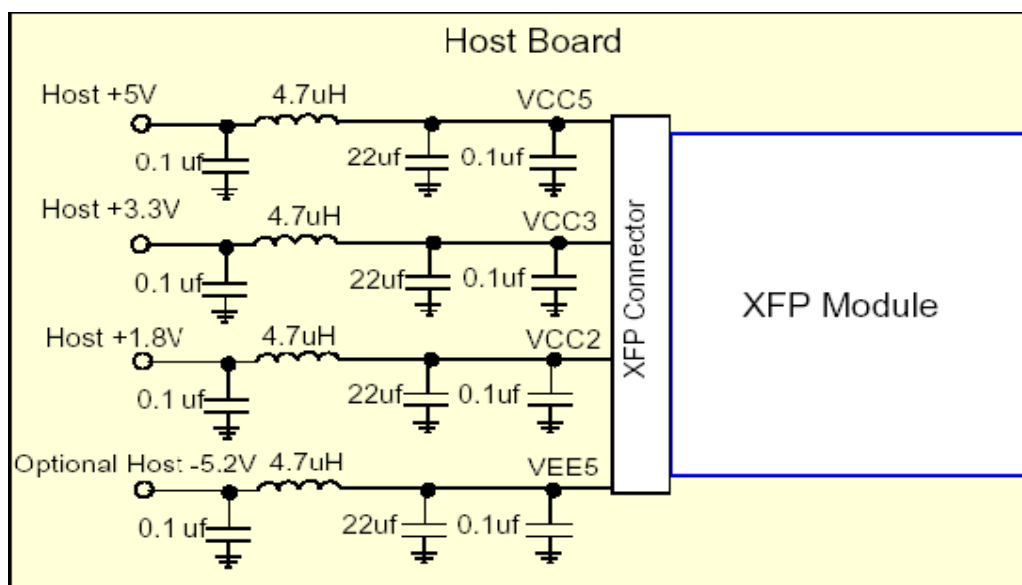 Host Board
Host +5V
4.7uH
VCC5
0.1 uf
22uf
0.1uf
Host +3.3V
4.7uH
VCC3
0.1 uf
22uf
0.1uf
Host +1.8V
4.7uH
VCC2
0.1 uf
22uf
0.1uf
Optional Host -5.2V
4.7uH
VEE5
0.1 uf
22uf
0.1uf
XFP Connector
XFP Module